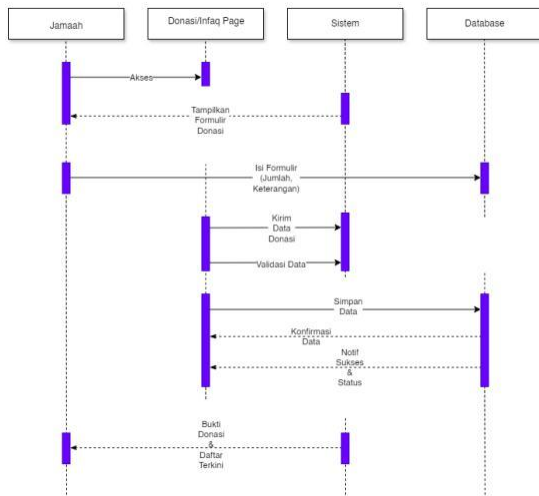 Jamaah
Donasi/Infaq Page
Sistem
Database
Akses
Tampilkan
Formulir
Donasi
Isi Formulir
(Jumlah,
Keterangan)
Kirim
Data
Donasi
Validasi Data
Simpan
Data
Konfirmasi
Data
Notif
Sukses
&
Status
Bukti
Donasi
&
Daftar
Terkini